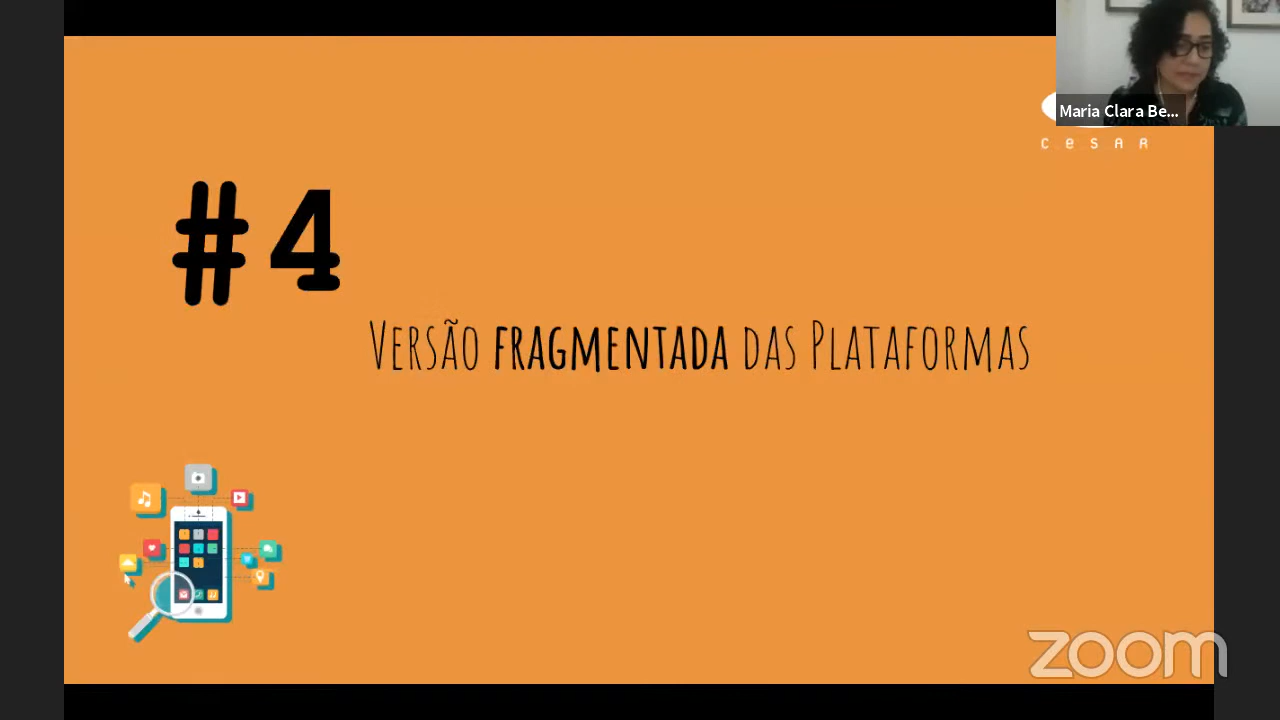 Maria Clara Be...
C e S A R
#4
Versão fragmentada das Plataformas
zoom